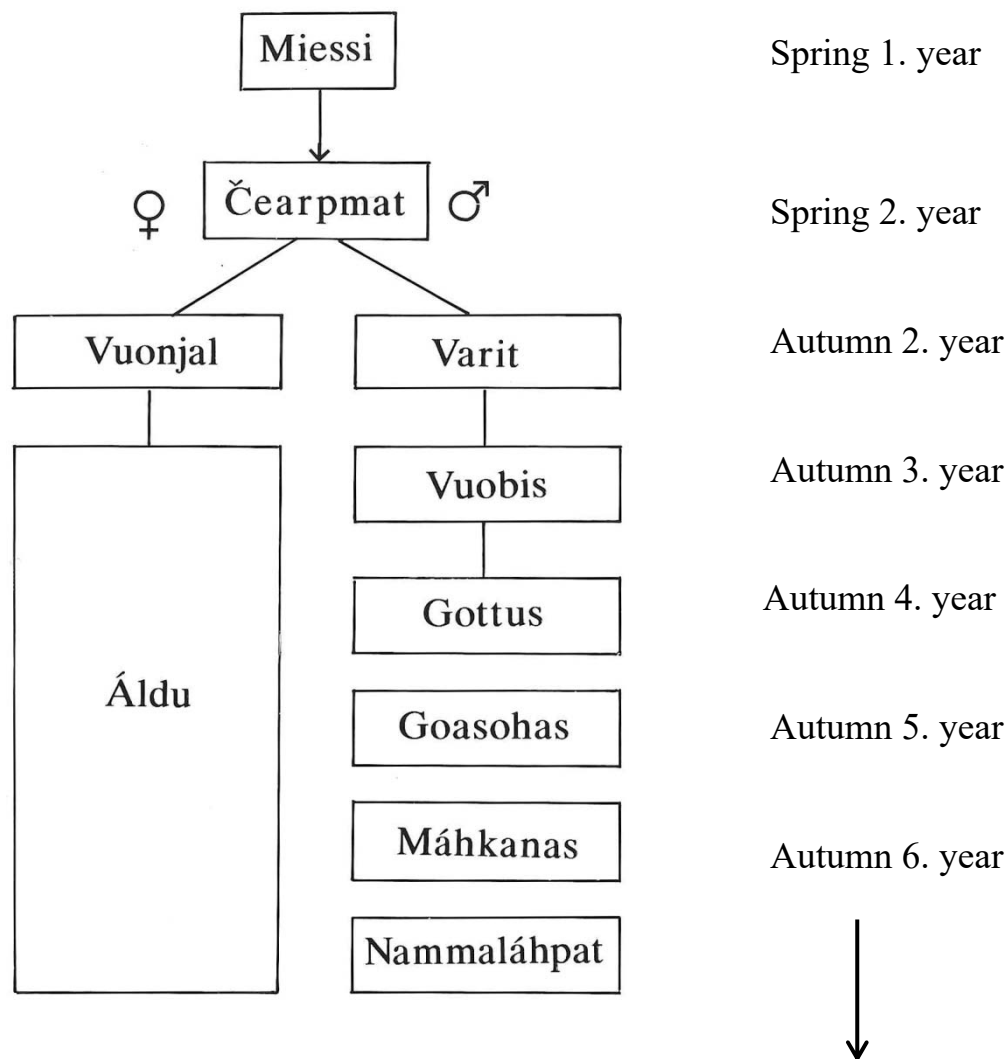 Miessi
Spring 1. year
♀ Čearpmat ♂
Spring 2. year
Vuonjal
Varit
Autumn 2. year
Vuobis
Autumn 3. year
Gottus
Autumn 4. year
Áldu
Goasohas
Autumn 5. year
Máhkanas
Autumn 6. year
Nammaláhpat